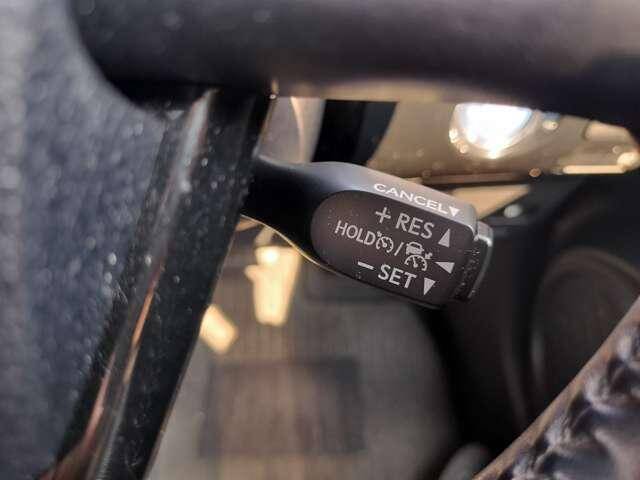 CANCEL▼
+ RES ▲
HOLD / ◀
− SET ▼